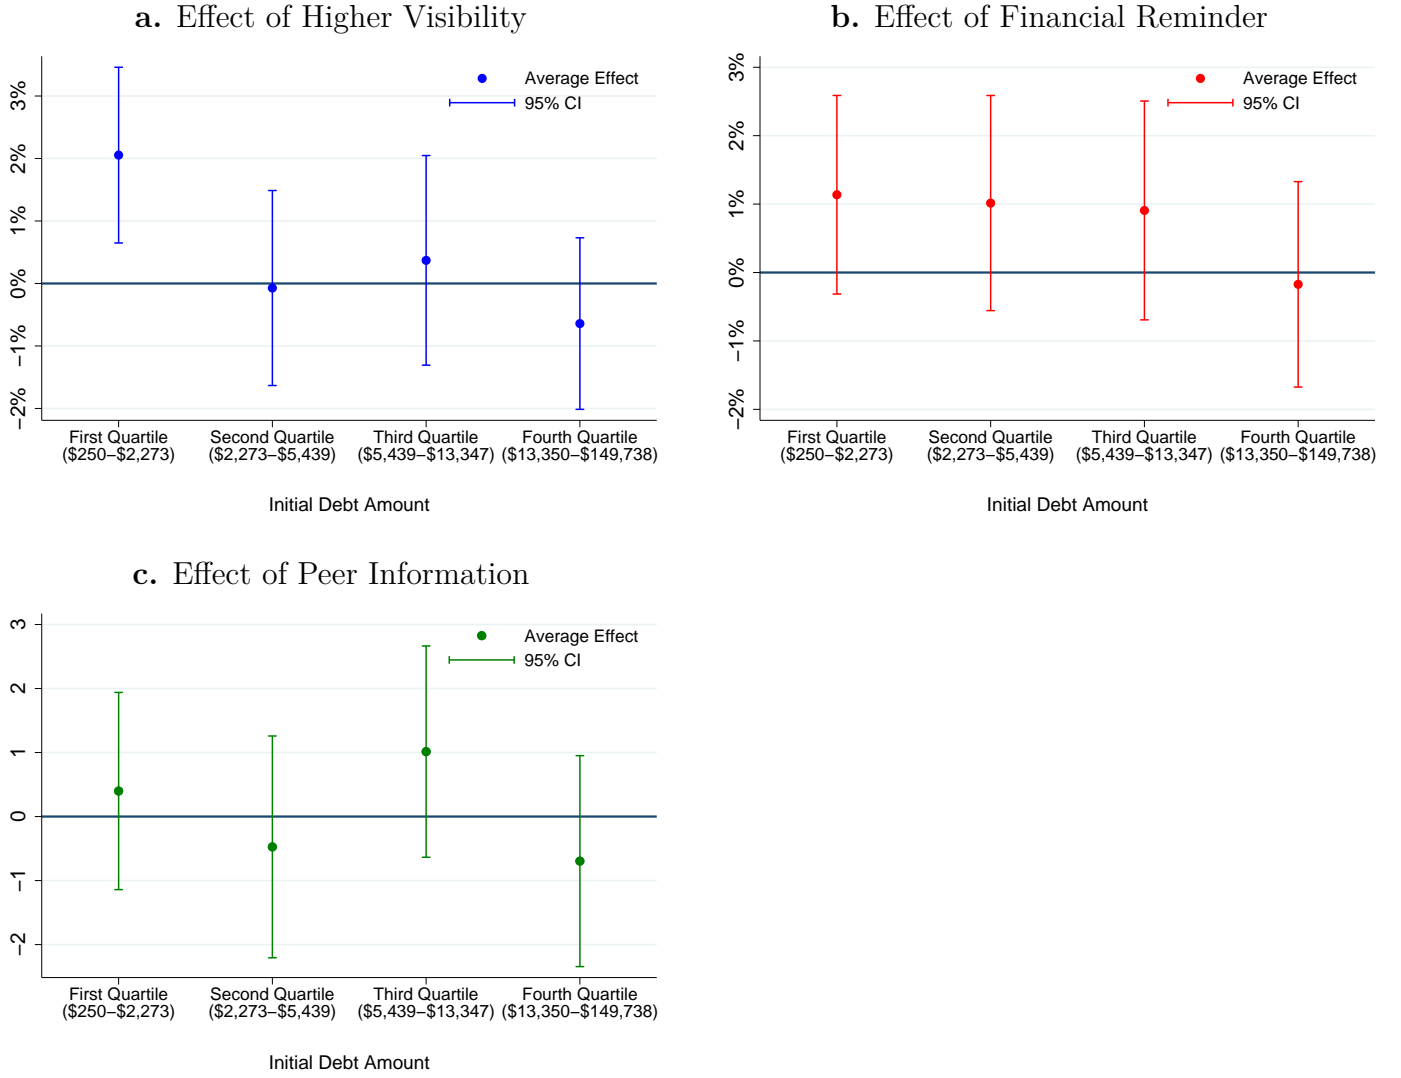 a. Effect of Higher Visibility
Average Effect
95% CI
3%
2%
1%
0%
−1%
−2%
First Quartile
($250−$2,273)
Second Quartile
($2,273−$5,439)
Third Quartile
($5,439−$13,347)
Fourth Quartile
($13,350−$149,738)
Initial Debt Amount
b. Effect of Financial Reminder
Average Effect
95% CI
3%
2%
1%
0%
−1%
−2%
First Quartile
($250−$2,273)
Second Quartile
($2,273−$5,439)
Third Quartile
($5,439−$13,347)
Fourth Quartile
($13,350−$149,738)
Initial Debt Amount
c. Effect of Peer Information
Average Effect
95% CI
3
2
1
0
−1
−2
First Quartile
($250−$2,273)
Second Quartile
($2,273−$5,439)
Third Quartile
($5,439−$13,347)
Fourth Quartile
($13,350−$149,738)
Initial Debt Amount